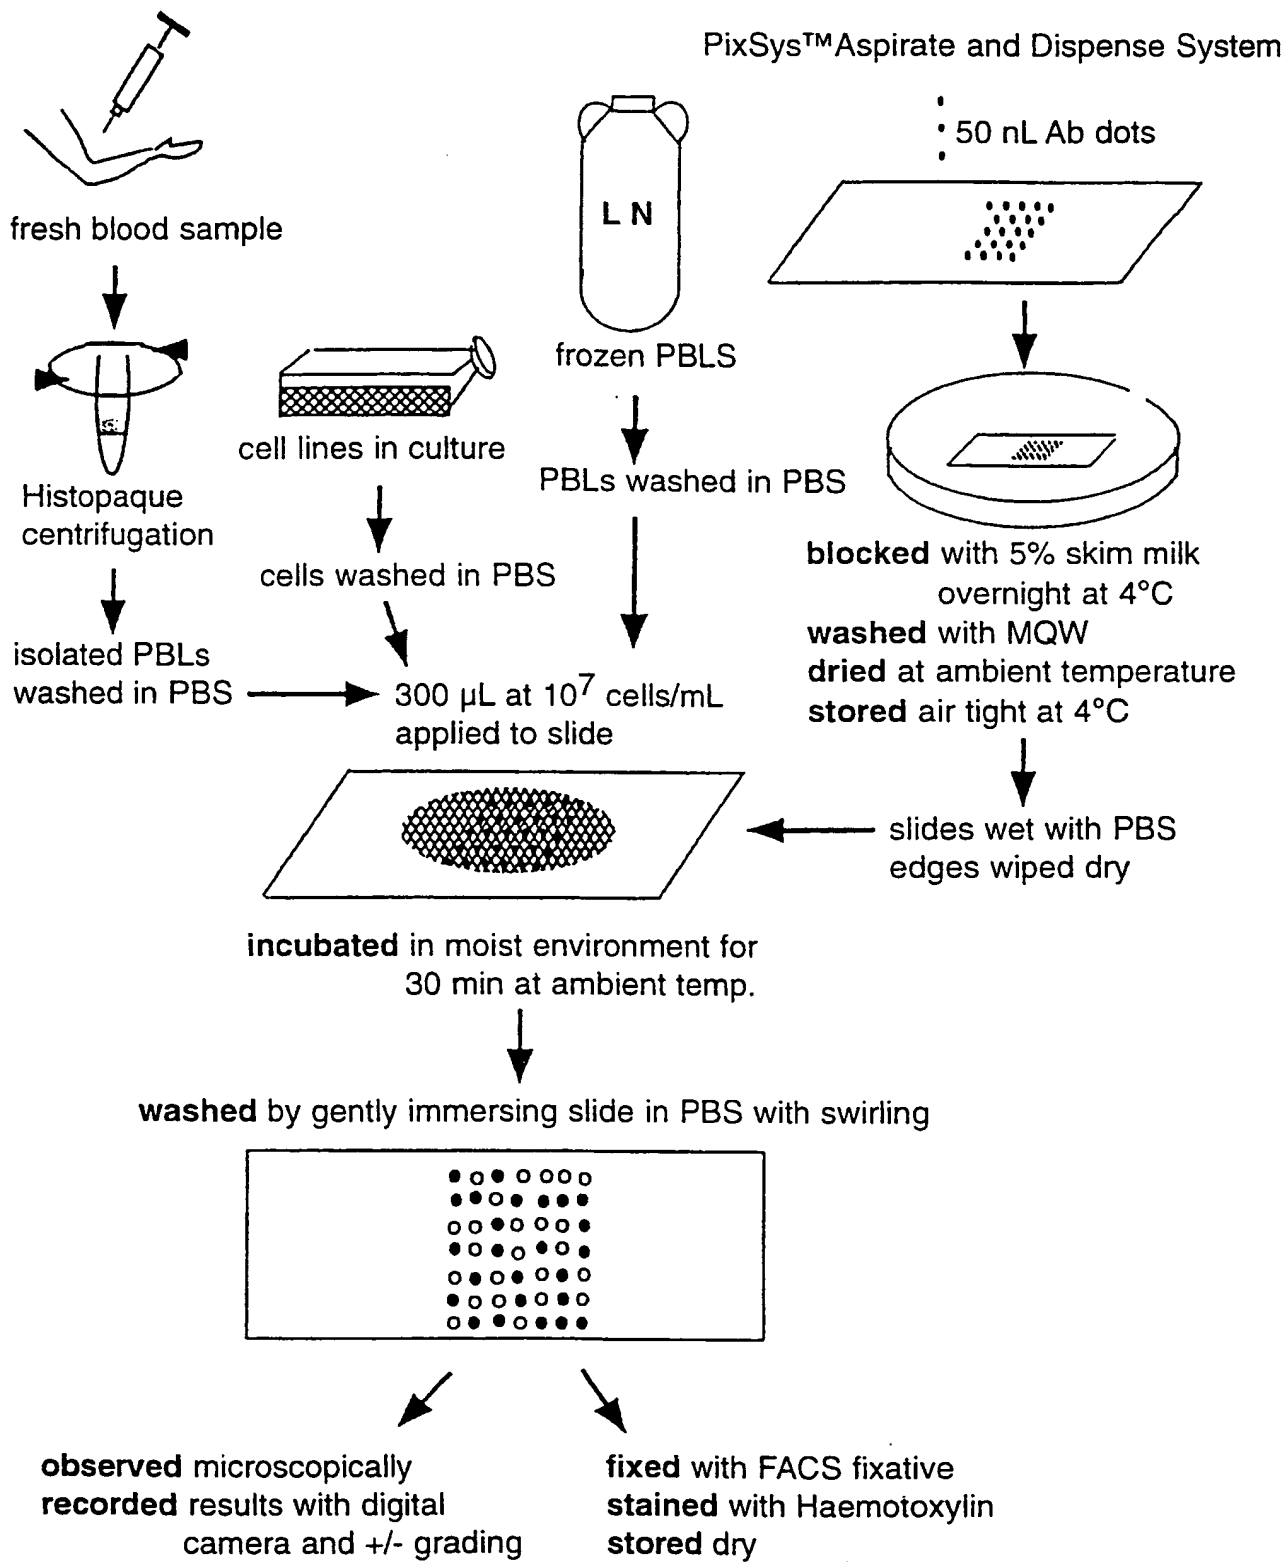 PixSys™ Aspirate and Dispense System
50 nL Ab dots
fresh blood sample
L N
frozen PBLS
cell lines in culture
Histopaque
centrifugation
PBLs washed in PBS
cells washed in PBS
blocked with 5% skim milk
overnight at 4°C
washed with MQW
dried at ambient temperature
stored air tight at 4°C
isolated PBLs
washed in PBS
300 µL at 10⁷ cells/mL
applied to slide
slides wet with PBS
edges wiped dry
incubated in moist environment for
30 min at ambient temp.
washed by gently immersing slide in PBS with swirling
observed microscopically
recorded results with digital
camera and +/- grading
fixed with FACS fixative
stained with Haemotoxylin
stored dry